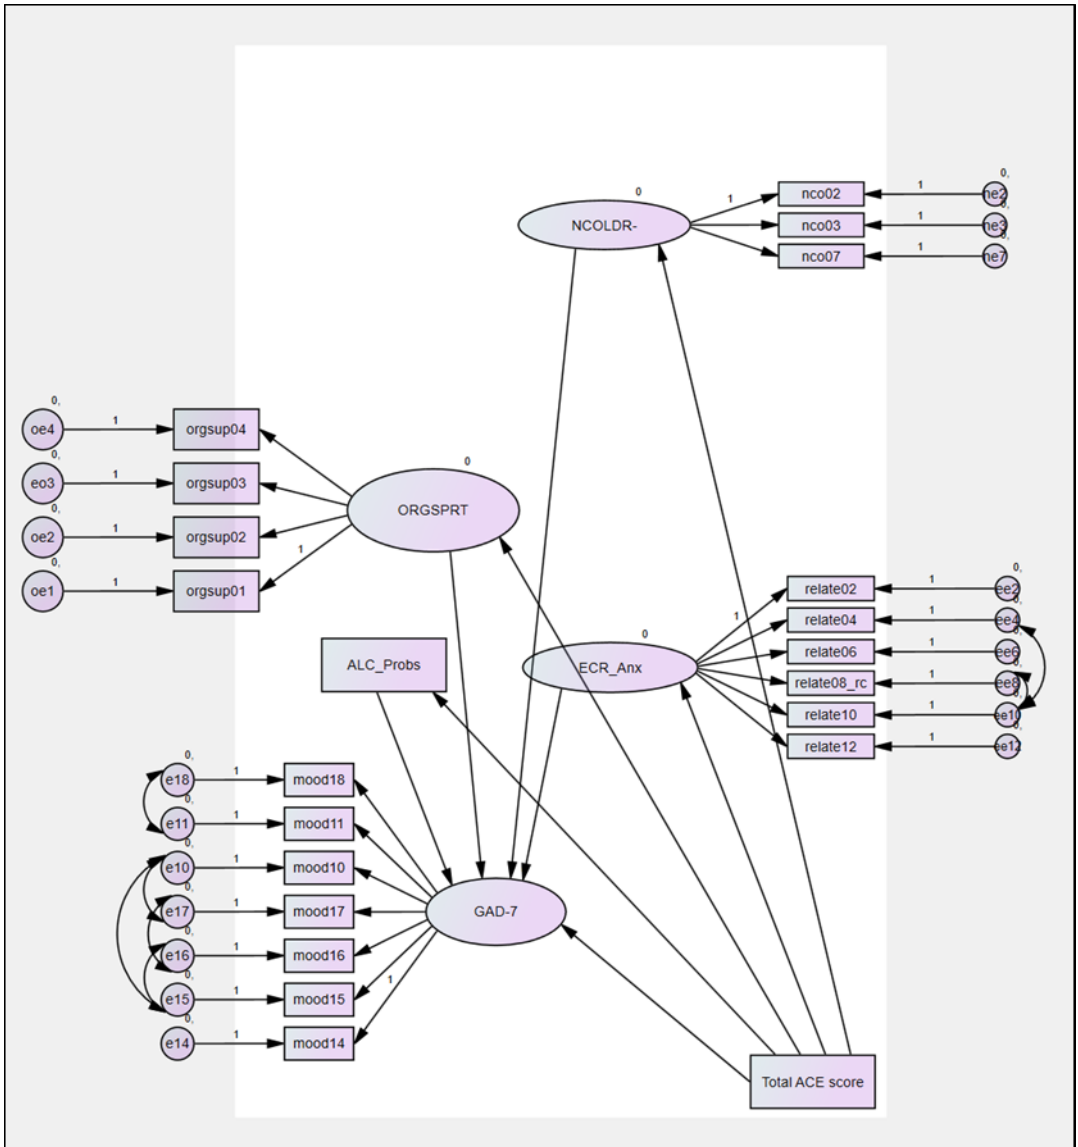 0
NCOLDR-
1
nco02
1
0,
ne2
nco03
1
0,
ne3
nco07
1
0,
ne7
0,
oe4
1
orgsup04
0,
eo3
1
orgsup03
0,
oe2
1
orgsup02
0,
oe1
1
orgsup01
1
0
ORGSPRT
ALC_Probs
0
ECR_Anx
1
relate02
1
0,
ee2
relate04
1
0,
ee4
relate06
1
0,
ee6
relate08_rc
1
0,
ee8
relate10
1
0,
ee10
relate12
1
0,
ee12
0,
e18
1
mood18
0,
e11
1
mood11
0,
e10
1
mood10
0,
e17
1
mood17
0,
e16
1
mood16
0,
e15
1
mood15
0,
e14
1
mood14
1
GAD-7
Total ACE score